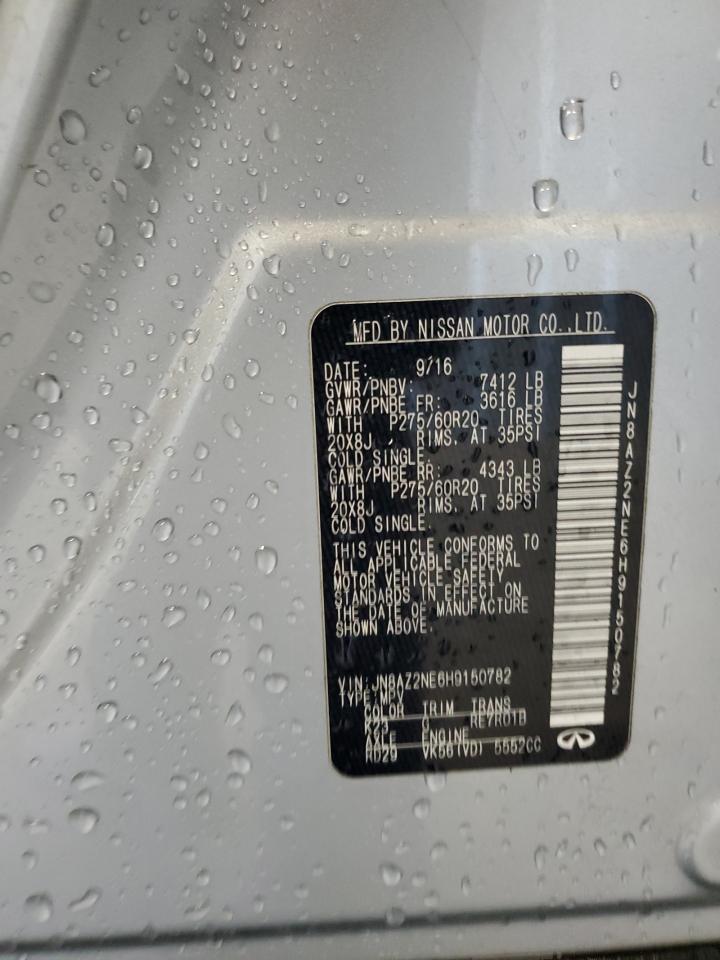 MFD BY NISSAN MOTOR CO.,LTD.
DATE: 9/16
GVWR/PNBV: 7412 LB
GAWR/PNBE FR: 3616 LB
WITH P275/60R20 TIRES
20X8J RIMS, AT 35PSI
COLD SINGLE.
GAWR/PNBE RR: 4343 LB
WITH P275/60R20 TIRES
20X8J RIMS, AT 35PSI
COLD SINGLE.
THIS VEHICLE CONFORMS TO
ALL APPLICABLE FEDERAL
MOTOR VEHICLE SAFETY
STANDARDS IN EFFECT ON
THE DATE OF MANUFACTURE
SHOWN ABOVE.
VIN:JN8AZ2NE6H9150782
TYPE:MPV
COLOR TRIM TRANS
C RE7R01B
AXLE ENGINE
RD29 VK56(VD) 5552CC
JN8AZ2NE6H9150782